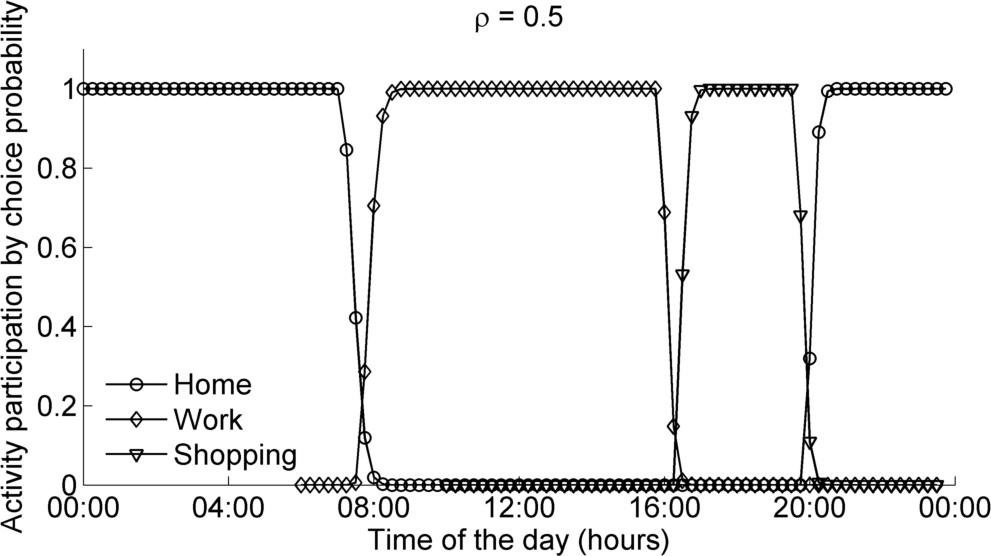 ρ = 0.5
Activity participation by choice probability
1
0.8
0.6
0.4
0.2
0
Home
Work
Shopping
00:00 04:00 08:00 12:00 16:00 20:00 00:00
Time of the day (hours)